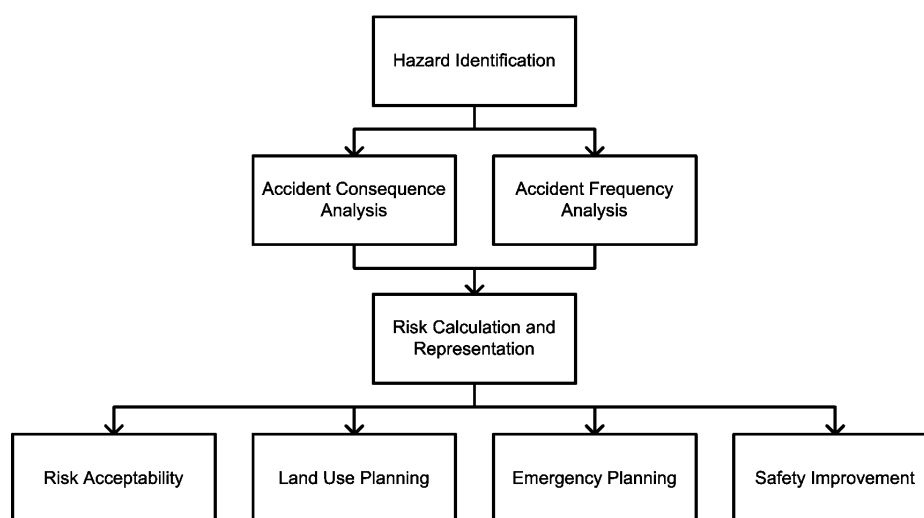 Hazard Identification
Accident Consequence
Analysis
Accident Frequency
Analysis
Risk Calculation and
Representation
Risk Acceptability
Land Use Planning
Emergency Planning
Safety Improvement